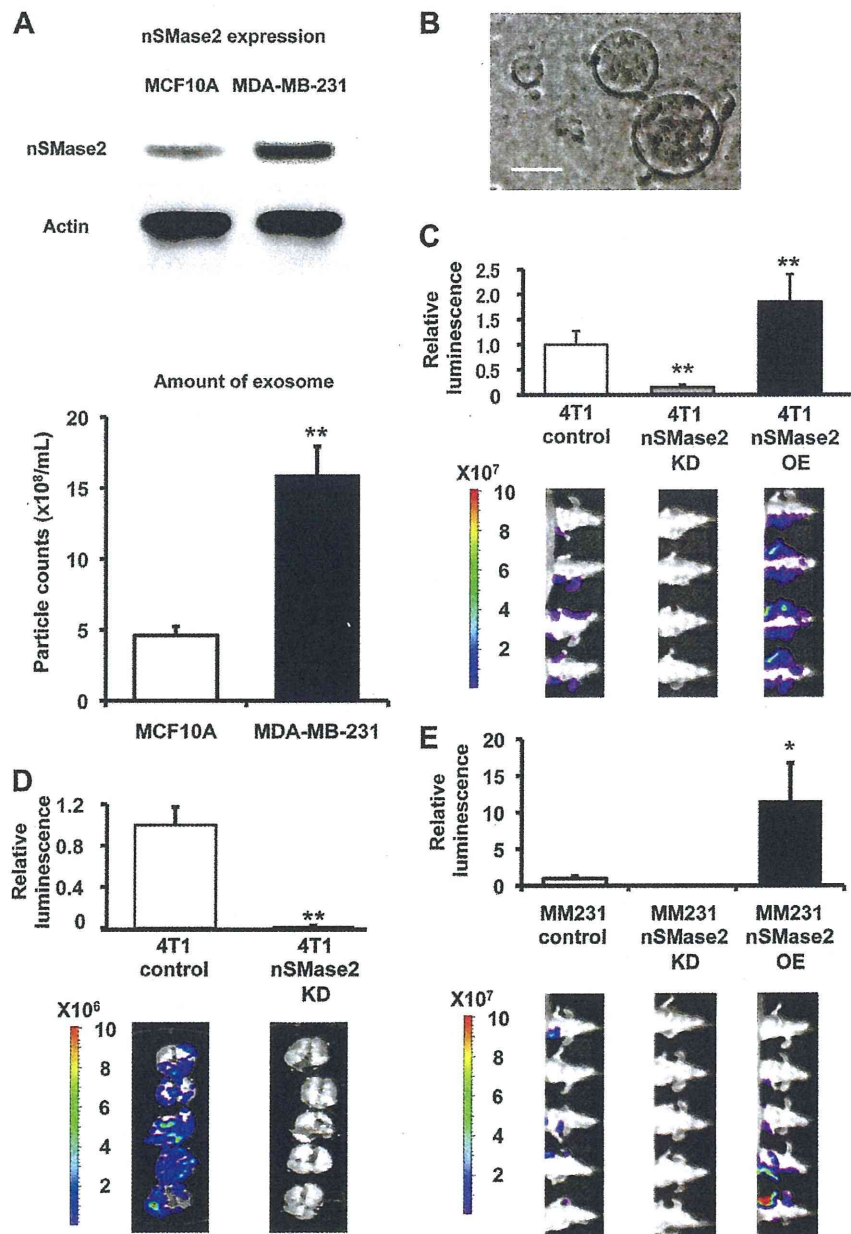 A
nSMase2 expression
MCF10A MDA-MB-231
nSMase2
Actin
Amount of exosome
Particle counts (x10⁸/mL)
20
15
10
5
0
**
MCF10A MDA-MB-231
B
C
Relative
luminescence
2.5
2.0
1.5
1.0
0.5
0
**
**
4T1
control
4T1
nSMase2
KD
4T1
nSMase2
OE
X10⁷
10
8
6
4
2
D
Relative
luminescence
1.2
0.8
0.4
0
**
4T1
control
4T1
nSMase2
KD
X10⁶
10
8
6
4
2
E
Relative
luminescence
20
15
10
5
0
*
MM231
control
MM231
nSMase2
KD
MM231
nSMase2
OE
X10⁷
10
8
6
4
2